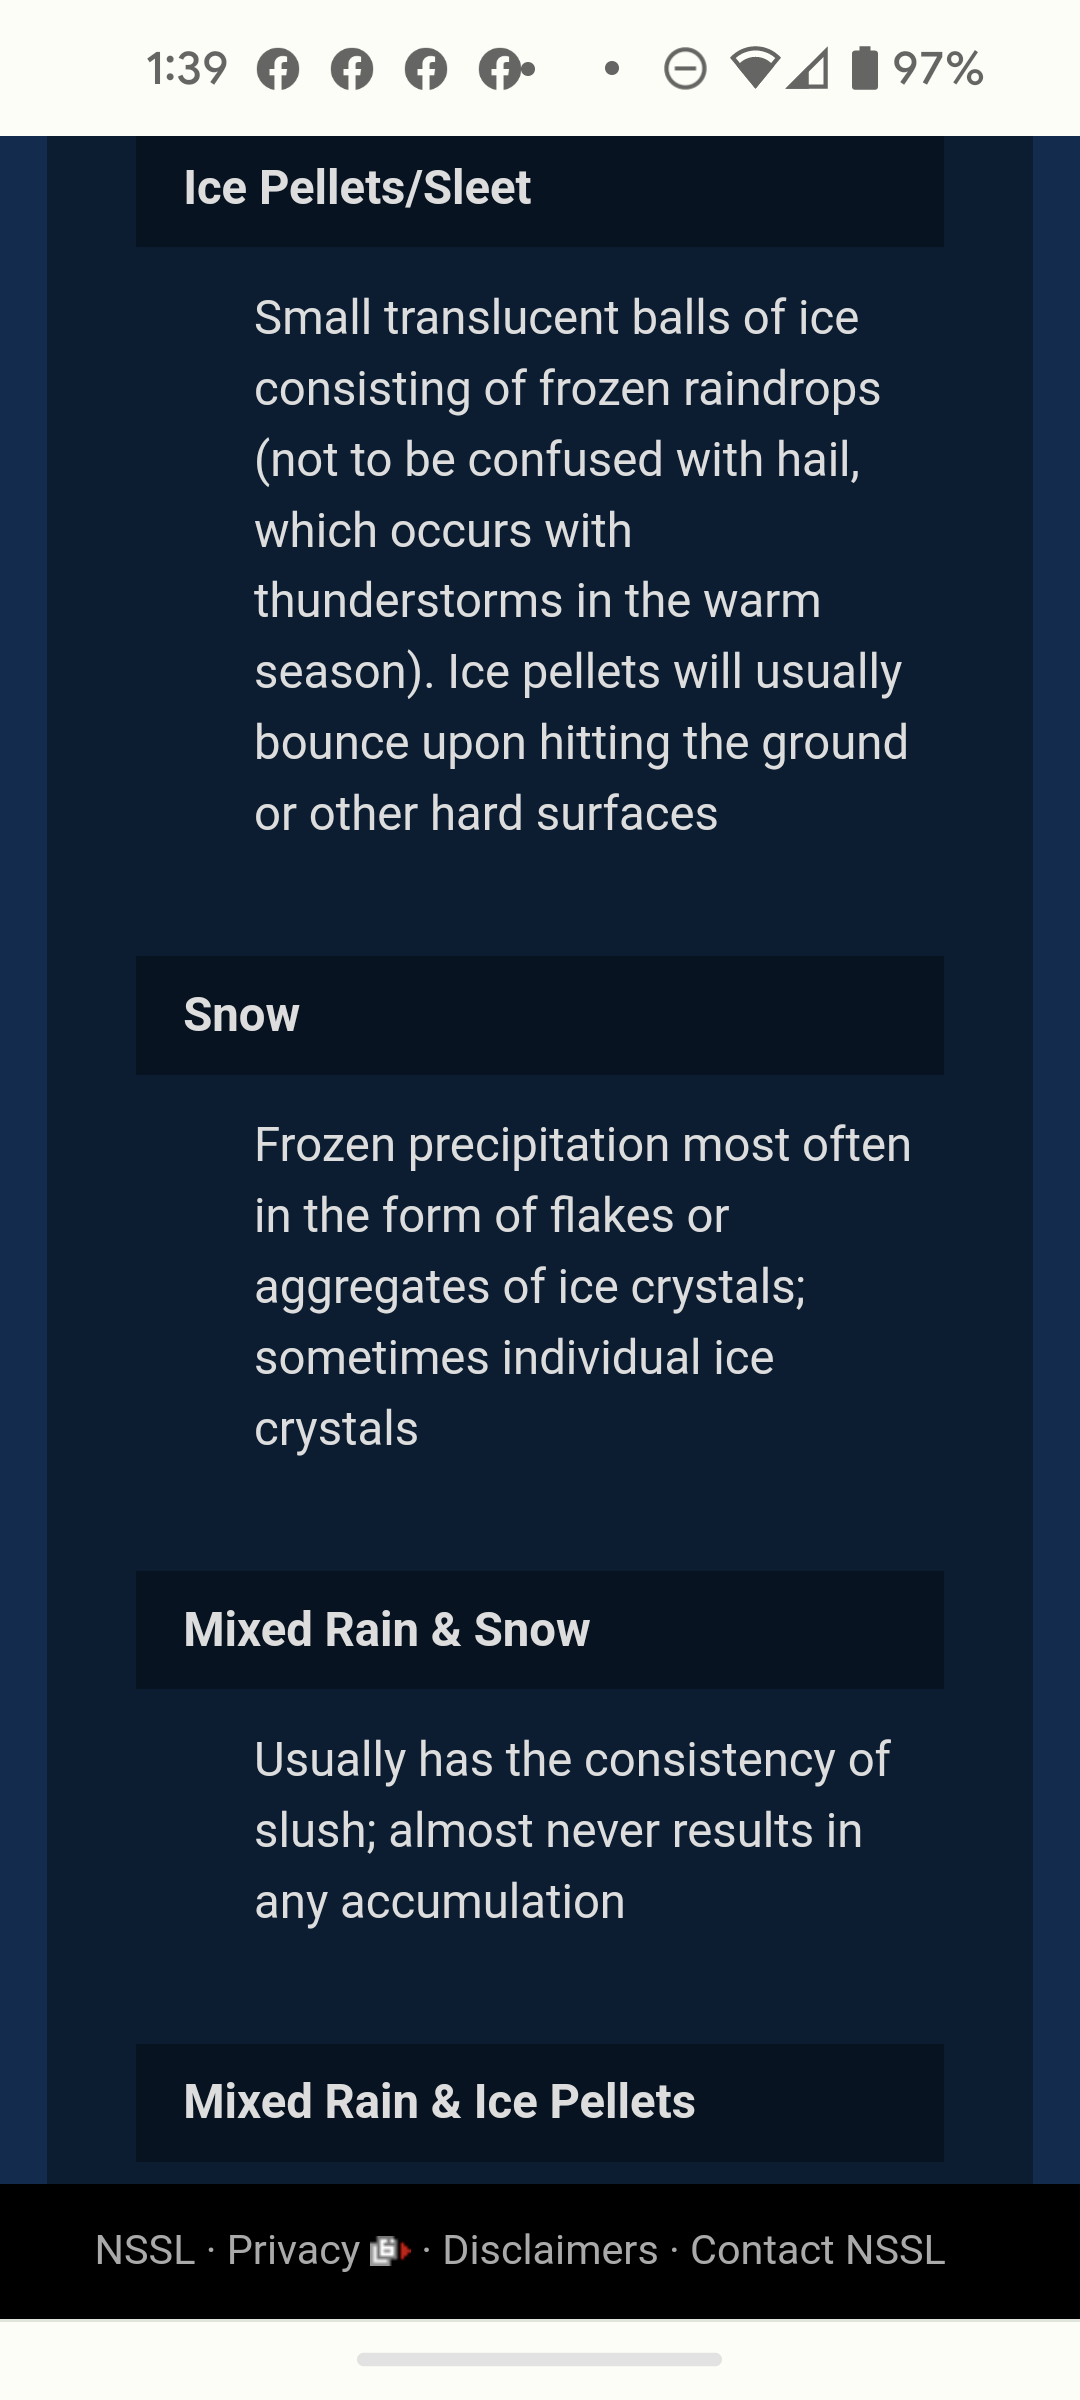 1:39 97%
Ice Pellets/Sleet
Small translucent balls of ice
consisting of frozen raindrops
(not to be confused with hail,
which occurs with
thunderstorms in the warm
season). Ice pellets will usually
bounce upon hitting the ground
or other hard surfaces
Snow
Frozen precipitation most often
in the form of flakes or
aggregates of ice crystals;
sometimes individual ice
crystals
Mixed Rain & Snow
Usually has the consistency of
slush; almost never results in
any accumulation
Mixed Rain & Ice Pellets
NSSL · Privacy · Disclaimers · Contact NSSL